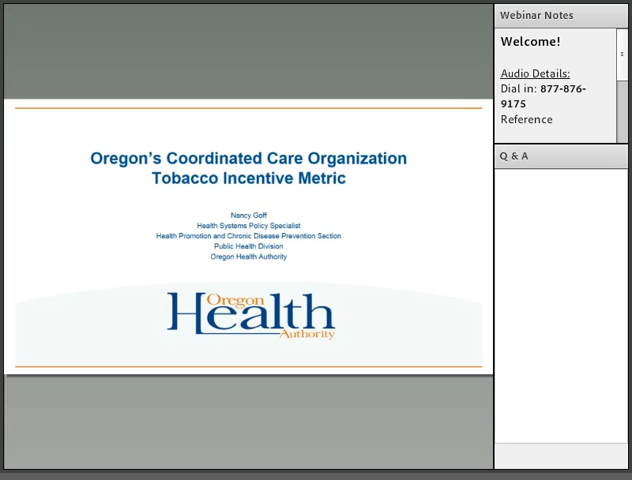 Oregon's Coordinated Care Organization
Tobacco Incentive Metric
Nancy Goff
Health Systems Policy Specialist
Health Promotion and Chronic Disease Prevention Section
Public Health Division
Oregon Health Authority
Oregon
Health
Authority
Webinar Notes
Welcome!
Audio Details:
Dial in: 877-876-
9175
Reference
Q & A